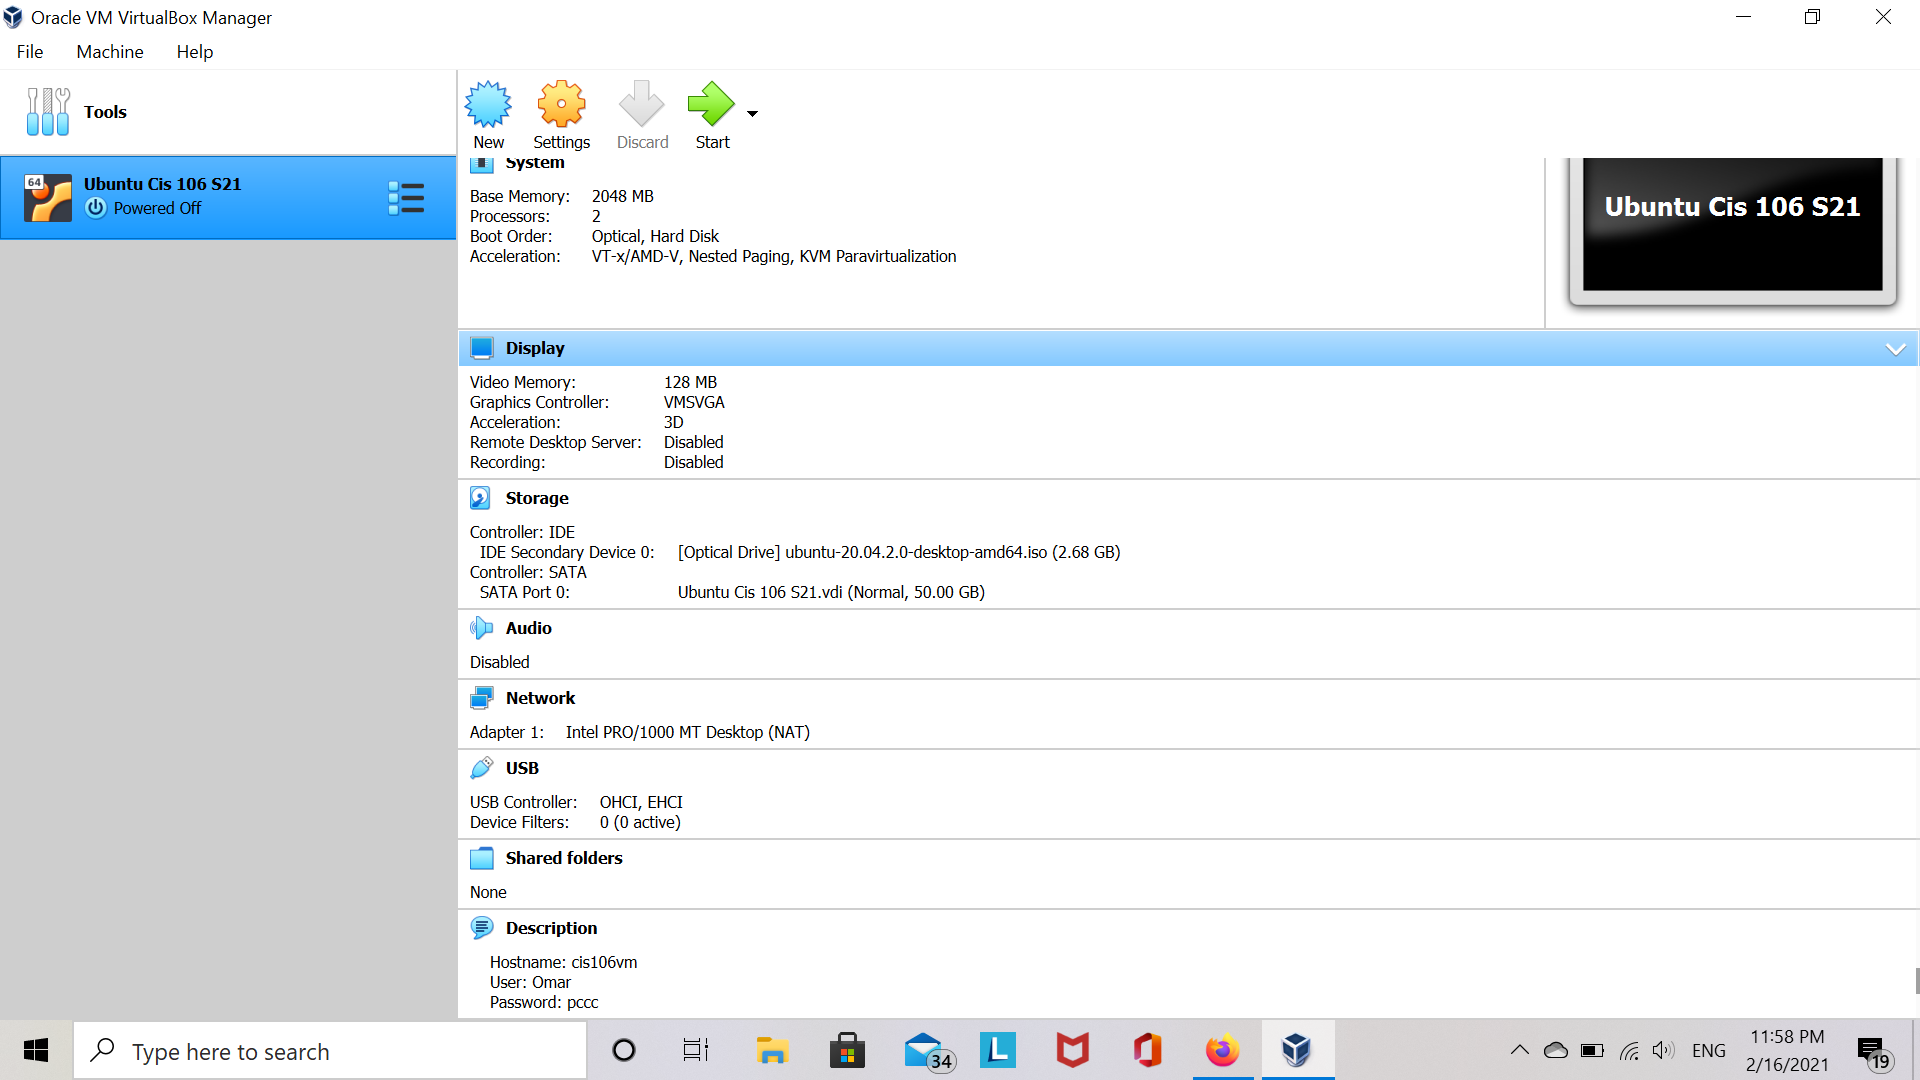 Oracle VM VirtualBox Manager
File Machine Help
Tools
64
Ubuntu Cis 106 S21
Powered Off
New Settings Discard Start
System
Base Memory: 2048 MB
Processors: 2
Boot Order: Optical, Hard Disk
Acceleration: VT-x/AMD-V, Nested Paging, KVM Paravirtualization
Ubuntu Cis 106 S21
Display
Video Memory: 128 MB
Graphics Controller: VMSVGA
Acceleration: 3D
Remote Desktop Server: Disabled
Recording: Disabled
Storage
Controller: IDE
IDE Secondary Device 0: [Optical Drive] ubuntu-20.04.2.0-desktop-amd64.iso (2.68 GB)
Controller: SATA
SATA Port 0: Ubuntu Cis 106 S21.vdi (Normal, 50.00 GB)
Audio
Disabled
Network
Adapter 1: Intel PRO/1000 MT Desktop (NAT)
USB
USB Controller: OHCI, EHCI
Device Filters: 0 (0 active)
Shared folders
None
Description
Hostname: cis106vm
User: Omar
Password: pccc
Type here to search
34
L
ENG
11:58 PM
2/16/2021
19